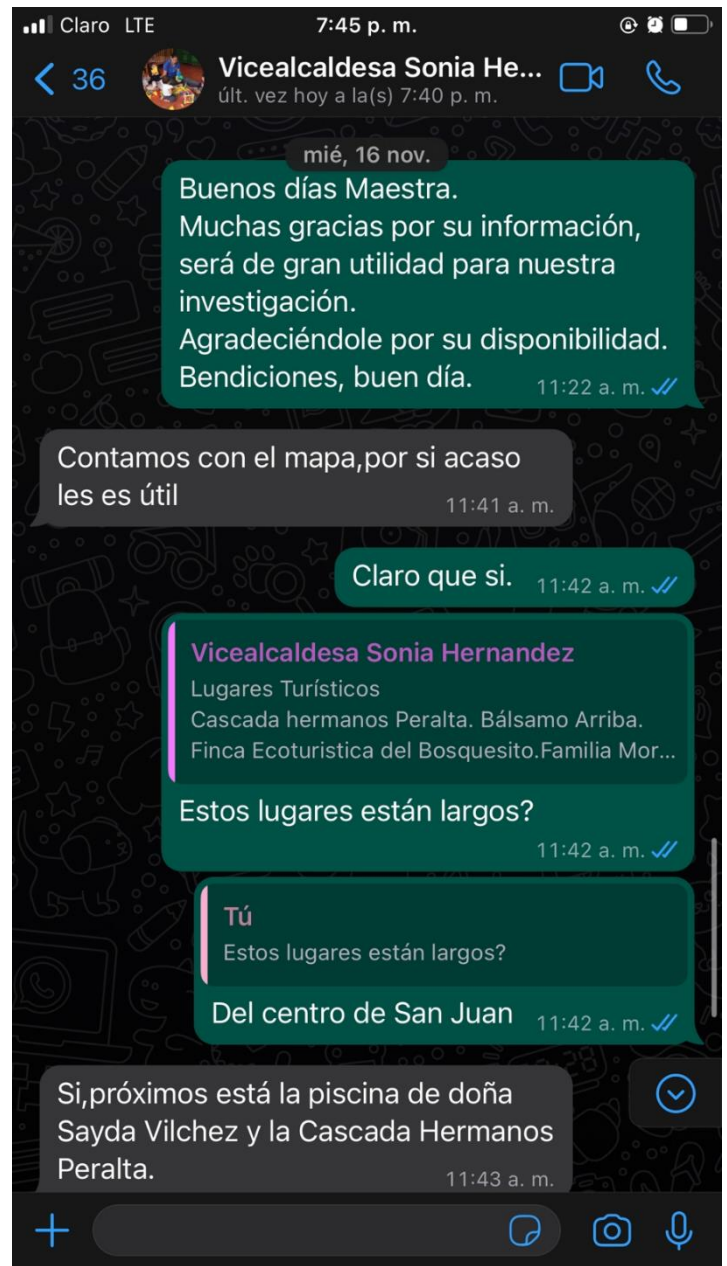 Claro LTE 7:45 p. m.
36 Vicealcaldesa Sonia He...
últ. vez hoy a la(s) 7:40 p. m.
mié, 16 nov.
Buenos días Maestra.
Muchas gracias por su información,
será de gran utilidad para nuestra
investigación.
Agradeciéndole por su disponibilidad.
Bendiciones, buen día. 11:22 a. m.
Contamos con el mapa,por si acaso
les es útil 11:41 a. m.
Claro que si. 11:42 a. m.
Vicealcaldesa Sonia Hernandez
Lugares Turísticos
Cascada hermanos Peralta. Bálsamo Arriba.
Finca Ecoturistica del Bosquesito.Familia Mor...
Estos lugares están largos?
11:42 a. m.
Tú
Estos lugares están largos?
Del centro de San Juan 11:42 a. m.
Si,próximos está la piscina de doña
Sayda Vilchez y la Cascada Hermanos
Peralta. 11:43 a. m.